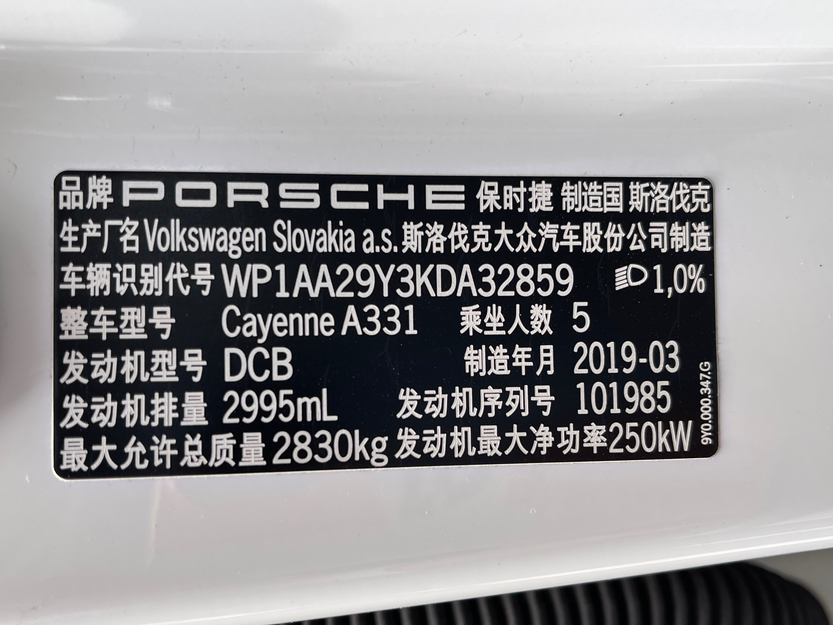 品牌 PORSCHE 保时捷 制造国 斯洛伐克
生产厂名 Volkswagen Slovakia a.s. 斯洛伐克大众汽车股份公司制造
车辆识别代号 WP1AA29Y3KDA32859 1,0%
整车型号 Cayenne A331 乘坐人数 5
发动机型号 DCB 制造年月 2019-03
发动机排量 2995mL 发动机序列号 101985
最大允许总质量 2830kg 发动机最大净功率 250kW
9Y0.000.347.G